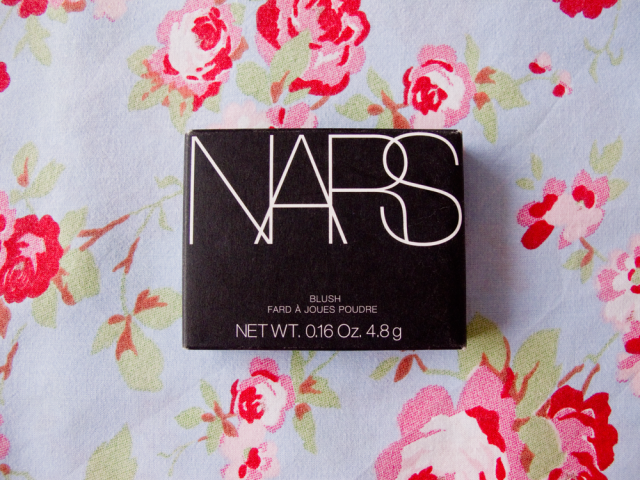 NARS
BLUSH
FARD À JOUES POUDRE
NET WT. 0.16 Oz. 4.8 g